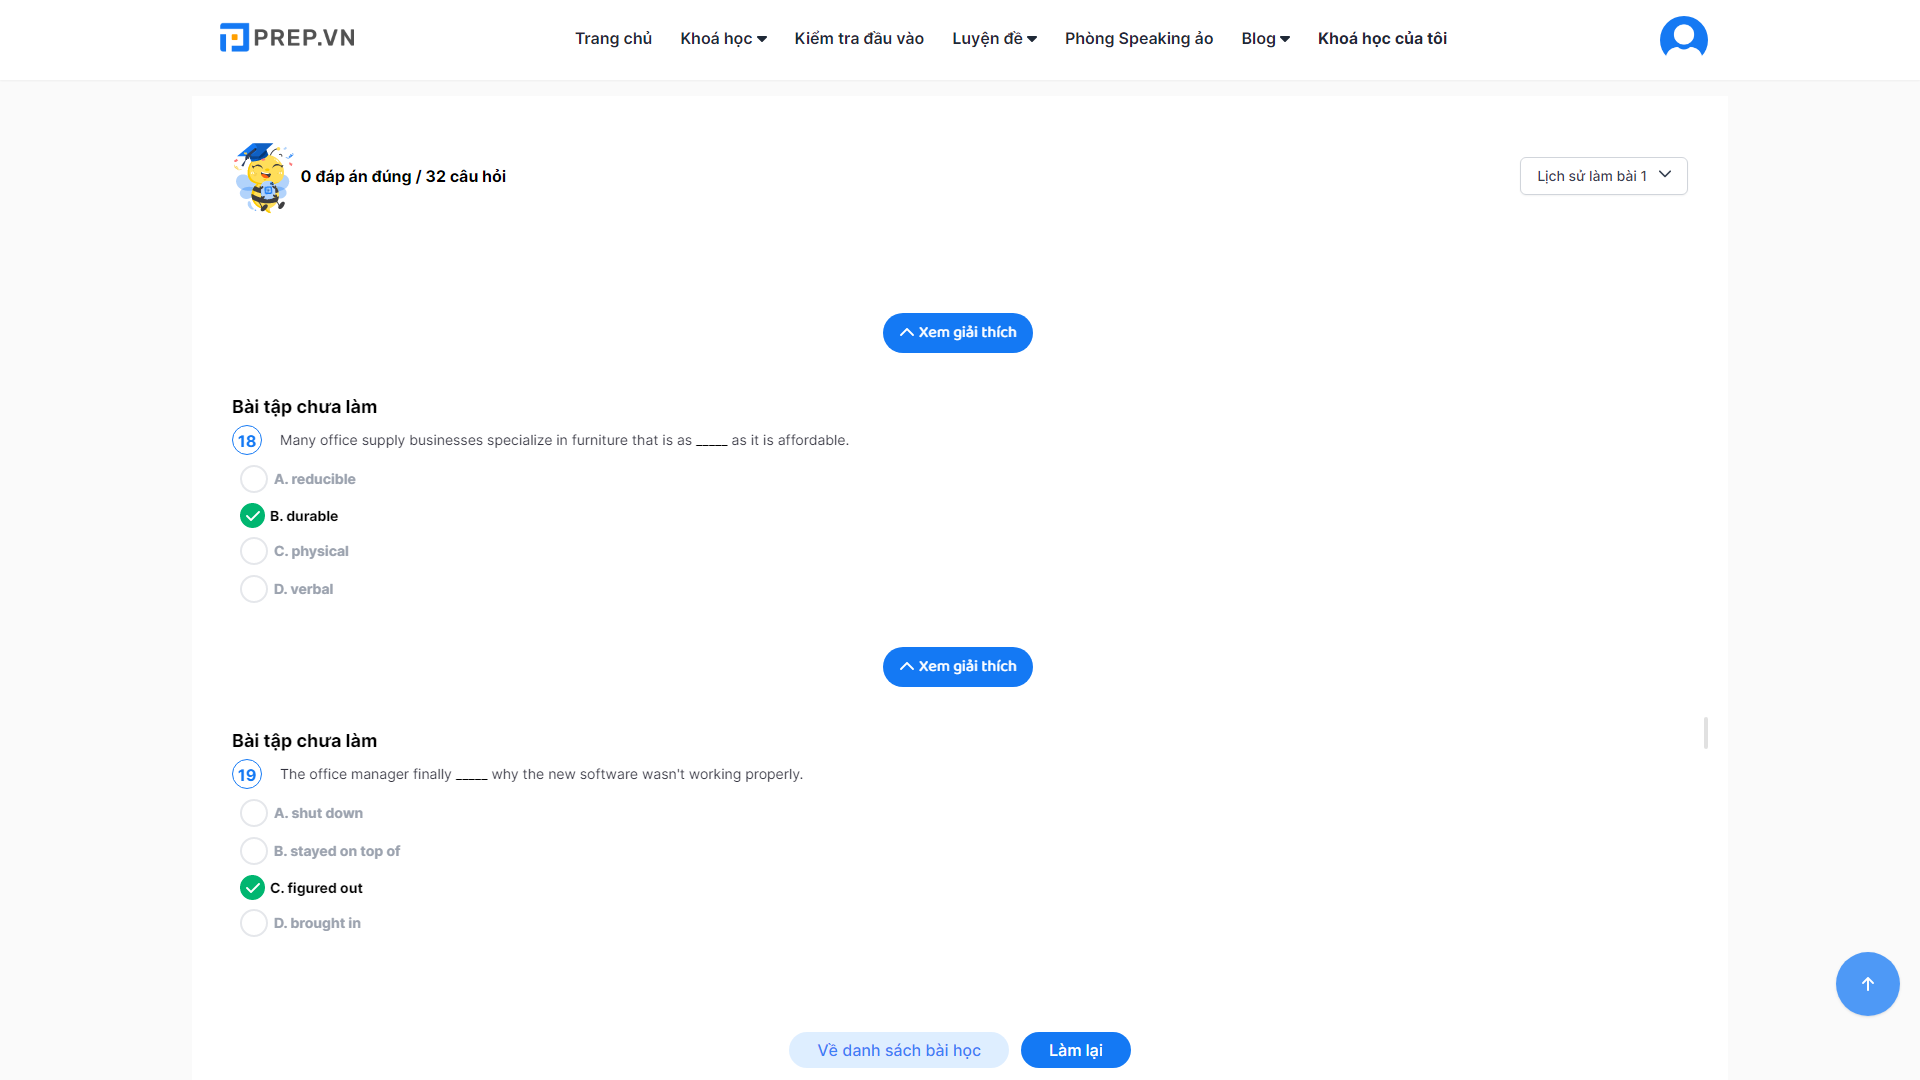 PREP.VN
Trang chủ Khoá học Kiểm tra đầu vào Luyện đề Phòng Speaking ảo Blog Khoá học của tôi
0 đáp án đúng / 32 câu hỏi
Lịch sử làm bài 1
Xem giải thích
Bài tập chưa làm
18 Many office supply businesses specialize in furniture that is as _____ as it is affordable.
A. reducible
B. durable
C. physical
D. verbal
Xem giải thích
Bài tập chưa làm
19 The office manager finally _____ why the new software wasn't working properly.
A. shut down
B. stayed on top of
C. figured out
D. brought in
Về danh sách bài học Làm lại